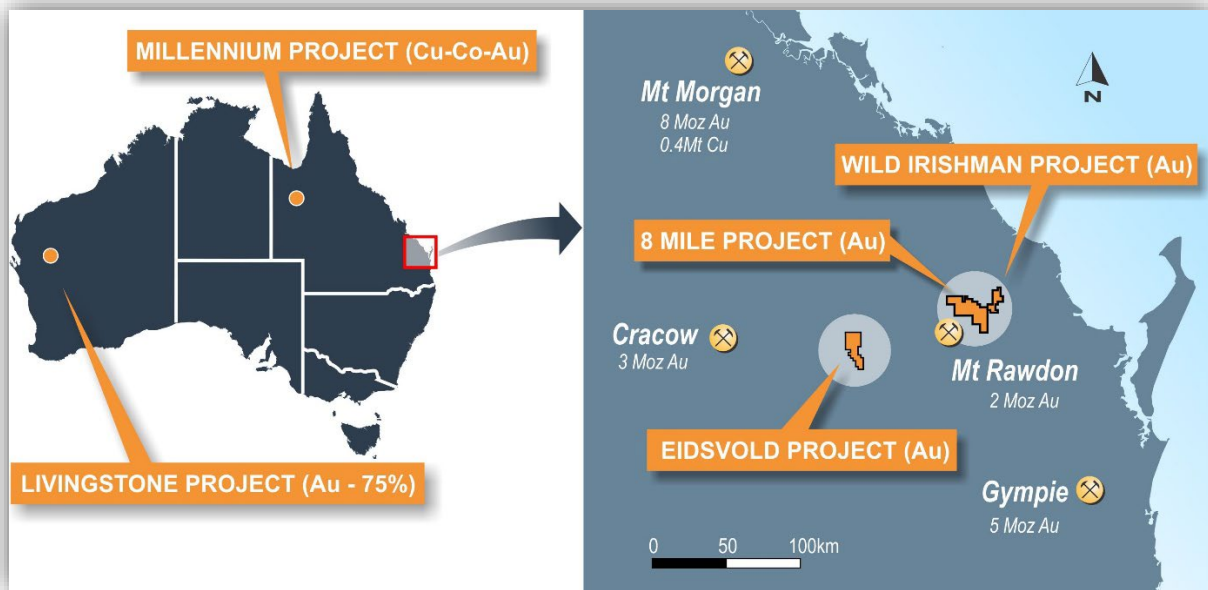 MILLENNIUM PROJECT (Cu-Co-Au)
LIVINGSTONE PROJECT (Au - 75%)
Mt Morgan
8 Moz Au
0.4Mt Cu
N
WILD IRISHMAN PROJECT (Au)
8 MILE PROJECT (Au)
Cracow
3 Moz Au
Mt Rawdon
2 Moz Au
EIDSVOLD PROJECT (Au)
Gympie
5 Moz Au
0 50 100km